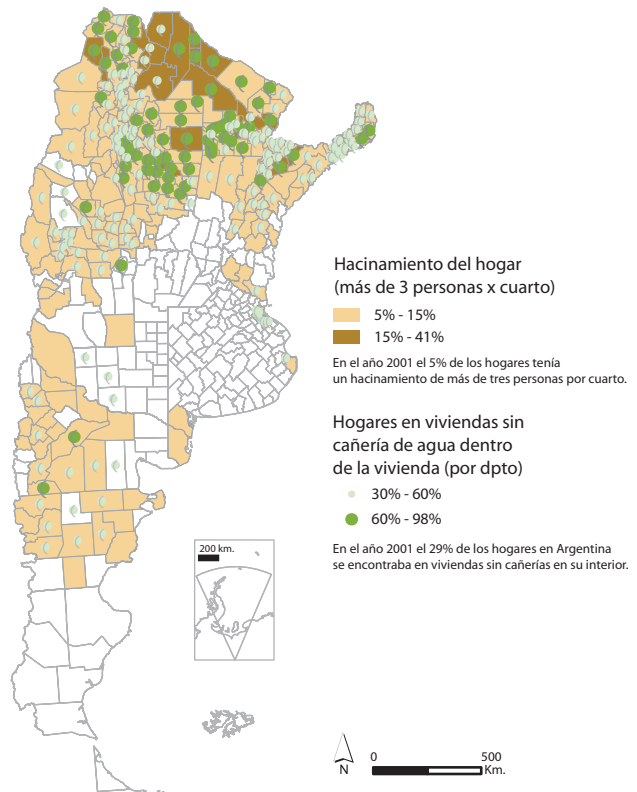 Hacinamiento del hogar
(más de 3 personas x cuarto)
5% - 15%
15% - 41%
En el año 2001 el 5% de los hogares tenía
un hacinamiento de más de tres personas por cuarto.
Hogares en viviendas sin
cañería de agua dentro
de la vivienda (por dpto)
30% - 60%
60% - 98%
En el año 2001 el 29% de los hogares en Argentina
se encontraba en viviendas sin cañerías en su interior.
200 km.
N
0 500
Km.